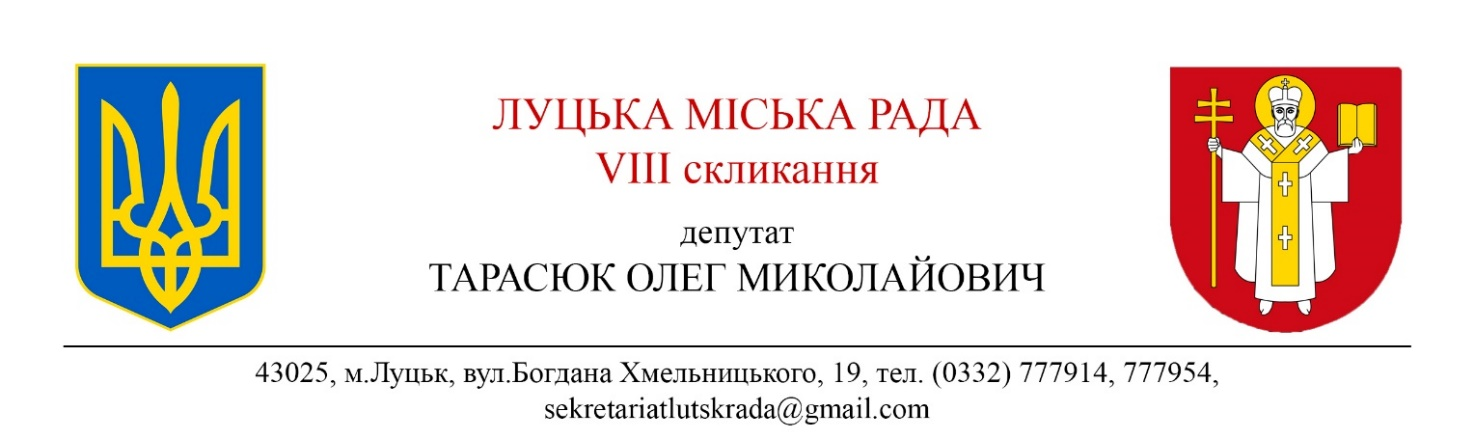 ЛУЦЬКА МІСЬКА РАДА
VIII скликання
депутат
ТАРАСЮК ОЛЕГ МИКОЛАЙОВИЧ
43025, м.Луцьк, вул.Богдана Хмельницького, 19, тел. (0332) 777914, 777954,
sekretariatlutskrada@gmail.com